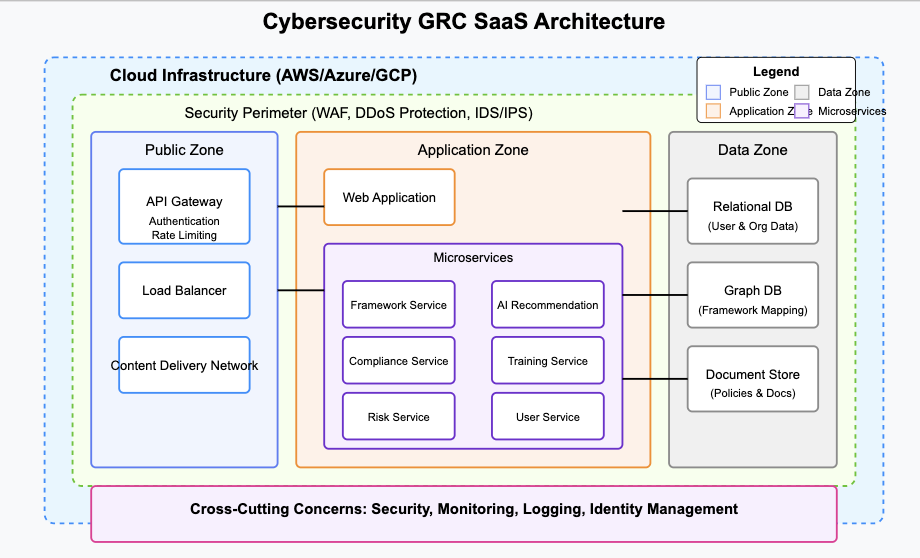 Cybersecurity GRC SaaS Architecture
Cloud Infrastructure (AWS/Azure/GCP)
Legend
Public Zone
Data Zone
Application Zone
Microservices
Security Perimeter (WAF, DDoS Protection, IDS/IPS)
Public Zone
API Gateway
Authentication
Rate Limiting
Load Balancer
Content Delivery Network
Application Zone
Web Application
Microservices
Framework Service
AI Recommendation
Compliance Service
Training Service
Risk Service
User Service
Data Zone
Relational DB
(User & Org Data)
Graph DB
(Framework Mapping)
Document Store
(Policies & Docs)
Cross-Cutting Concerns: Security, Monitoring, Logging, Identity Management